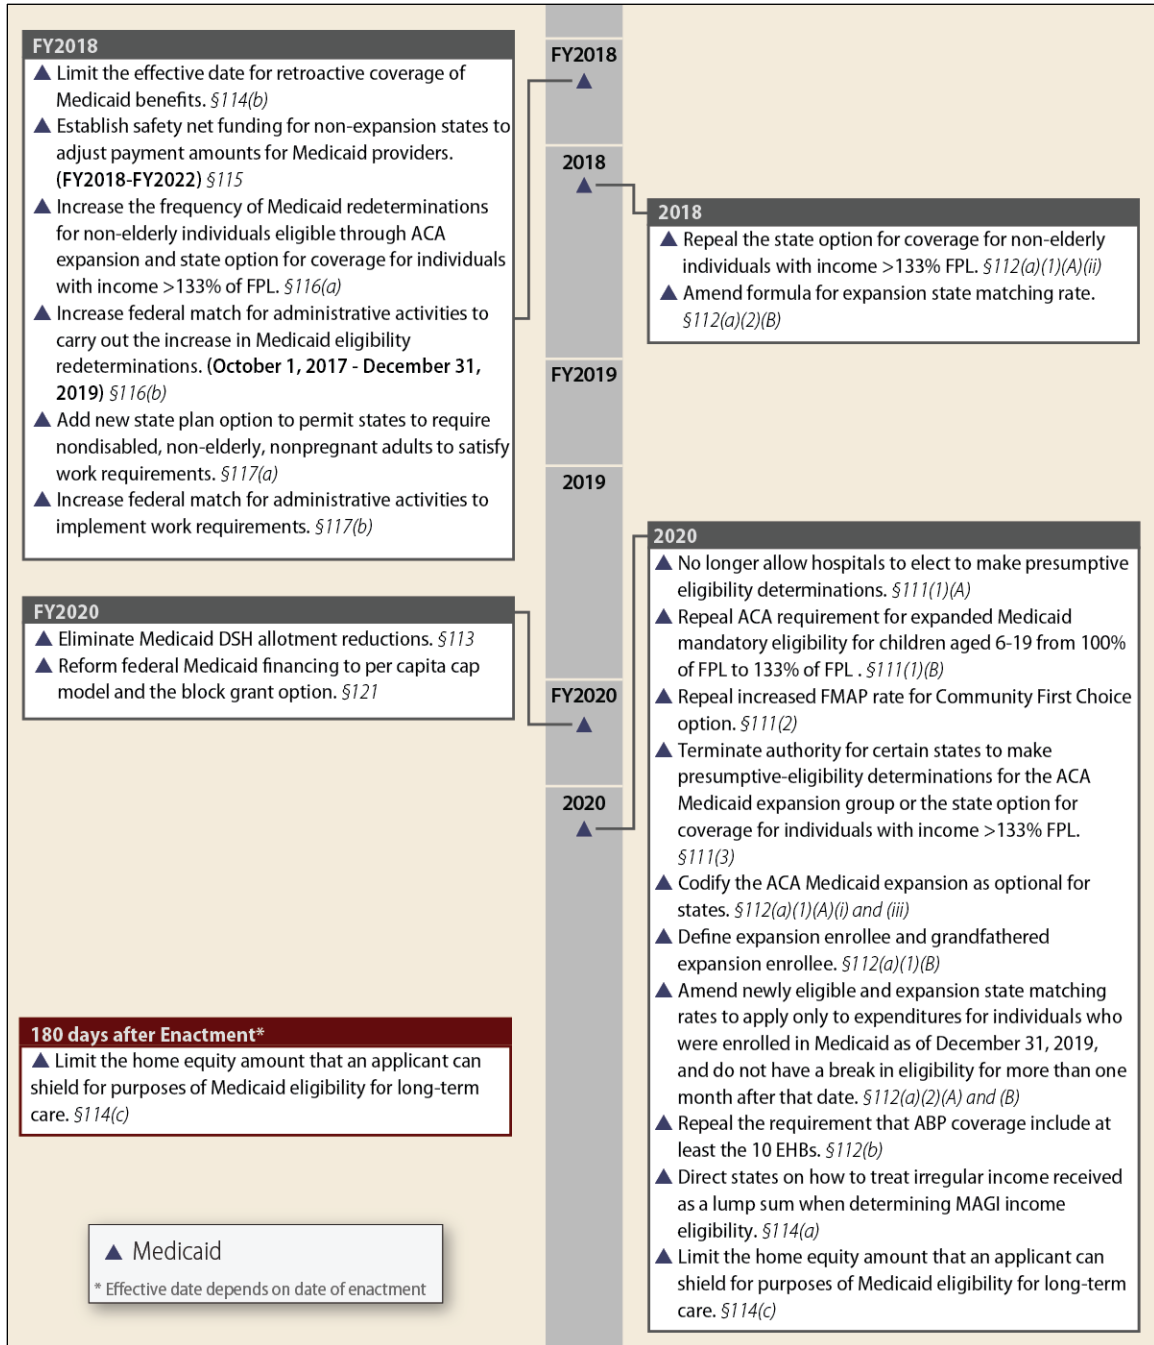 FY2018
▲ Limit the effective date for retroactive coverage of
Medicaid benefits. §114(b)
▲ Establish safety net funding for non-expansion states to
adjust payment amounts for Medicaid providers.
(FY2018-FY2022) §115
▲ Increase the frequency of Medicaid redeterminations
for non-elderly individuals eligible through ACA
expansion and state option for coverage for individuals
with income >133% of FPL. §116(a)
▲ Increase federal match for administrative activities to
carry out the increase in Medicaid eligibility
redeterminations. (October 1, 2017 - December 31,
2019) §116(b)
▲ Add new state plan option to permit states to require
nondisabled, non-elderly, nonpregnant adults to satisfy
work requirements. §117(a)
▲ Increase federal match for administrative activities to
implement work requirements. §117(b)
FY2020
▲ Eliminate Medicaid DSH allotment reductions. §113
▲ Reform federal Medicaid financing to per capita cap
model and the block grant option. §121
180 days after Enactment*
▲ Limit the home equity amount that an applicant can
shield for purposes of Medicaid eligibility for long-term
care. §114(c)
▲ Medicaid
* Effective date depends on date of enactment
FY2018
2018
FY2019
2019
FY2020
2020
2018
▲ Repeal the state option for coverage for non-elderly
individuals with income >133% FPL. §112(a)(1)(A)(ii)
▲ Amend formula for expansion state matching rate.
§112(a)(2)(B)
2020
▲ No longer allow hospitals to elect to make presumptive
eligibility determinations. §111(1)(A)
▲ Repeal ACA requirement for expanded Medicaid
mandatory eligibility for children aged 6-19 from 100%
of FPL to 133% of FPL . §111(1)(B)
▲ Repeal increased FMAP rate for Community First Choice
option. §111(2)
▲ Terminate authority for certain states to make
presumptive-eligibility determinations for the ACA
Medicaid expansion group or the state option for
coverage for individuals with income >133% FPL.
§111(3)
▲ Codify the ACA Medicaid expansion as optional for
states. §112(a)(1)(A)(i) and (iii)
▲ Define expansion enrollee and grandfathered
expansion enrollee. §112(a)(1)(B)
▲ Amend newly eligible and expansion state matching
rates to apply only to expenditures for individuals who
were enrolled in Medicaid as of December 31, 2019,
and do not have a break in eligibility for more than one
month after that date. §112(a)(2)(A) and (B)
▲ Repeal the requirement that ABP coverage include at
least the 10 EHBs. §112(b)
▲ Direct states on how to treat irregular income received
as a lump sum when determining MAGI income
eligibility. §114(a)
▲ Limit the home equity amount that an applicant can
shield for purposes of Medicaid eligibility for long-term
care. §114(c)